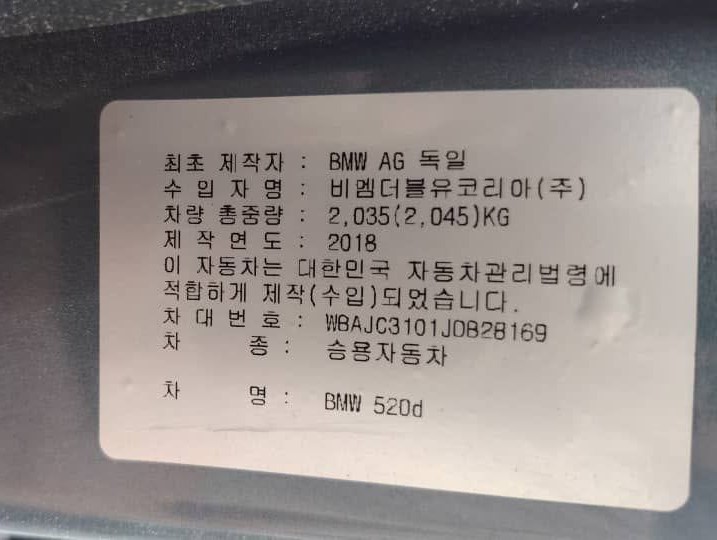 최초 제작자 : BMW AG 독일
수 입 자 명 : 비엠더블유코리아(주)
차량 총중량 : 2,035(2,045)KG
제 작 연 도 : 2018
이 자동차는 대한민국 자동차관리법령에
적합하게 제작(수입)되었습니다.
차 대 번 호 : WBAJC3101JDB28169
차 종 : 승용자동차
차 명 : BMW 520d